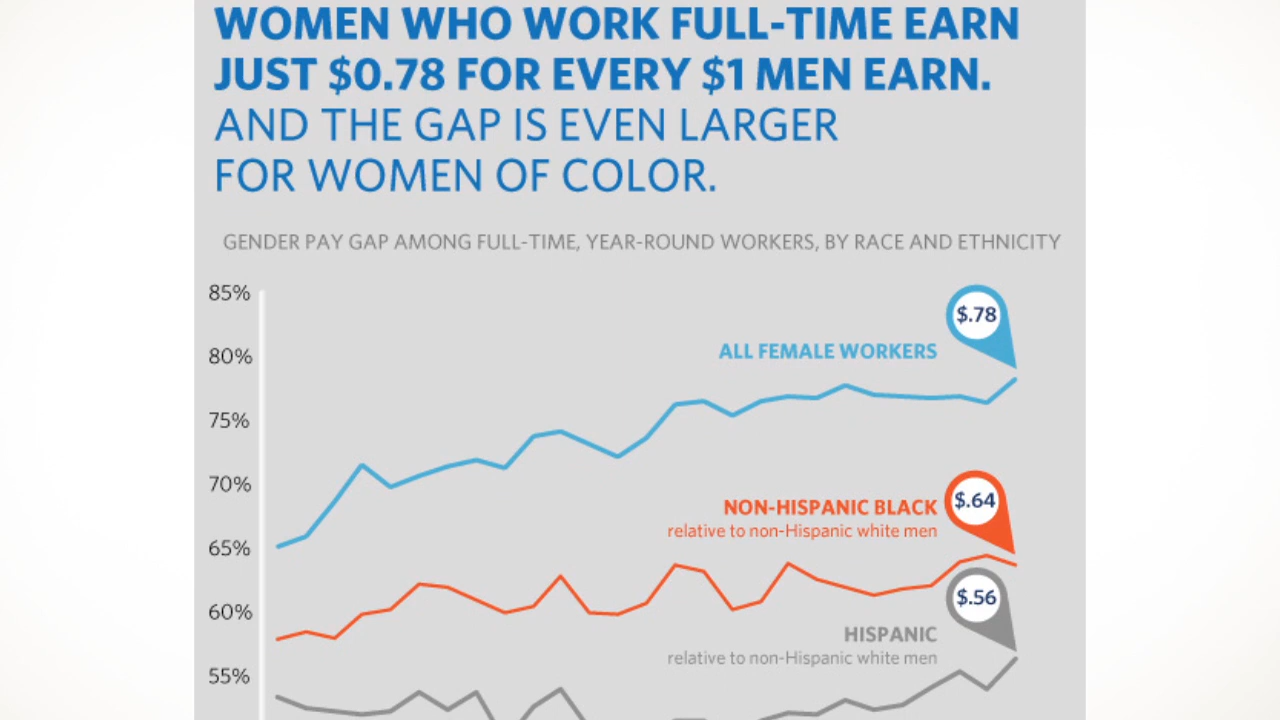 WOMEN WHO WORK FULL-TIME EARN
JUST $0.78 FOR EVERY $1 MEN EARN.
AND THE GAP IS EVEN LARGER
FOR WOMEN OF COLOR.
GENDER PAY GAP AMONG FULL-TIME, YEAR-ROUND WORKERS, BY RACE AND ETHNICITY
85%
$.78
80%
ALL FEMALE WORKERS
75%
70%
NON-HISPANIC BLACK
$.64
relative to non-Hispanic white men
65%
60%
$.56
HISPANIC
relative to non-Hispanic white men
55%